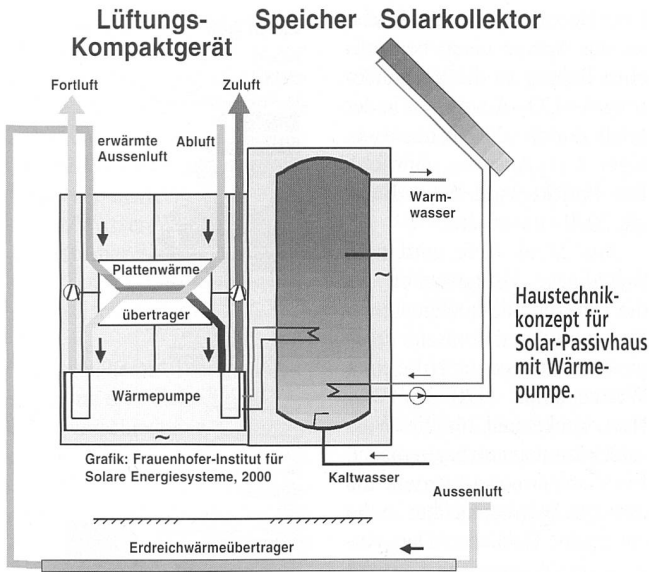 Lüftungs-
Kompaktgerät
Speicher
Solarkollektor
Fortluft
Zuluft
erwärmte
Aussenluft
Abluft
Warm-
wasser
Plattenwärme
übertrager
Wärmepumpe
~
~
Haustechnik-
konzept für
Solar-Passivhaus
mit Wärme-
pumpe.
Grafik: Frauenhofer-Institut für
Solare Energiesysteme, 2000
Kaltwasser
Aussenluft
Erdreichwärmeübertrager